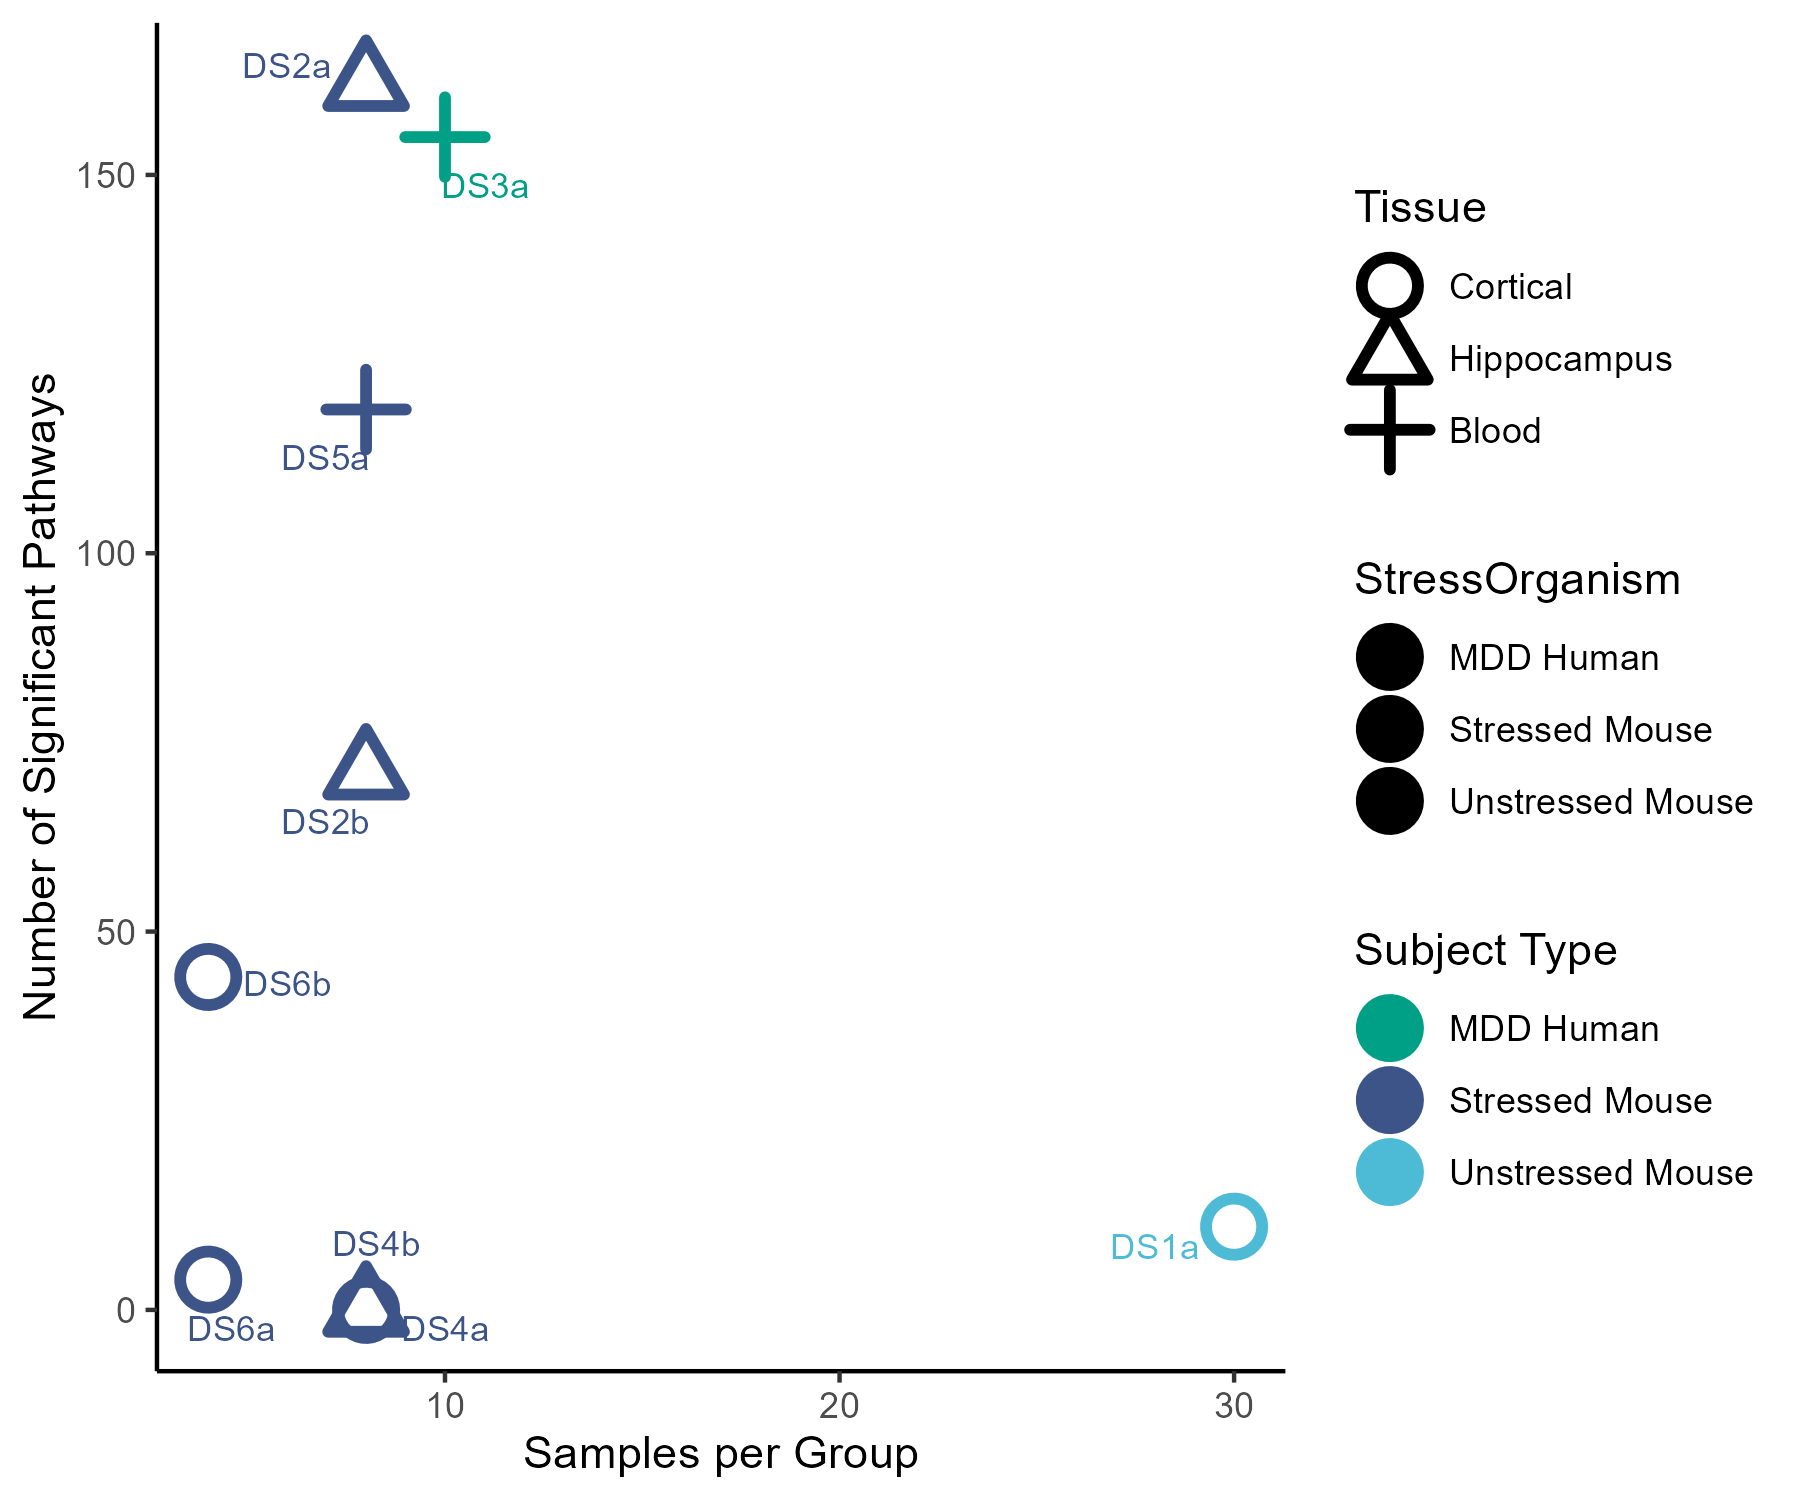 DS2a
DS3a
150
DS5a
100
DS2b
50
DS6b
DS4b
DS1a
0
DS6a
DS4a
10
20
30
Samples per Group
Number of Significant Pathways
Tissue
Cortical
Hippocampus
Blood
StressOrganism
MDD Human
Stressed Mouse
Unstressed Mouse
Subject Type
MDD Human
Stressed Mouse
Unstressed Mouse